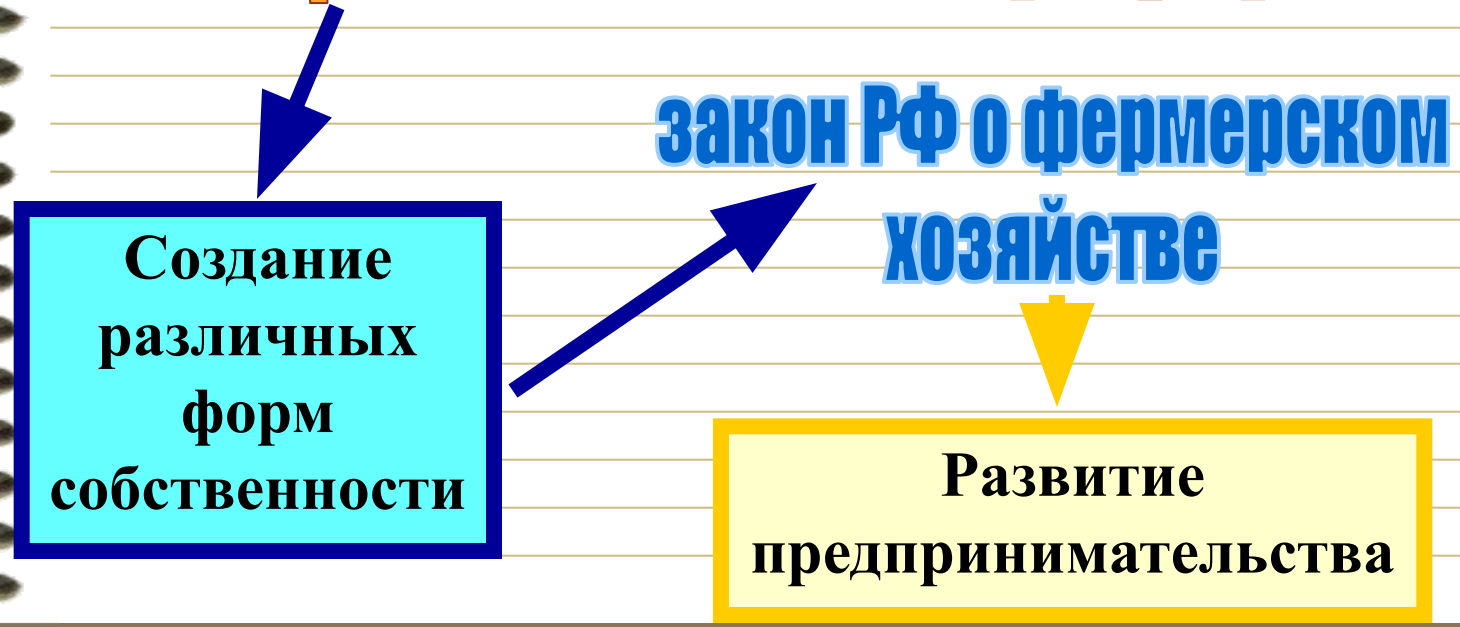 закон РФ о фермерском
хозяйстве
Создание
различных
форм
собственности
Развитие
предпринимательства